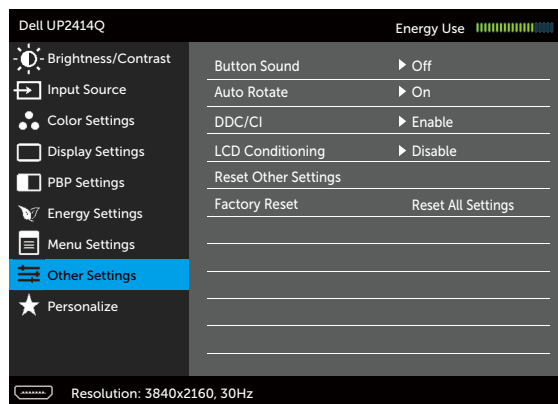 Dell UP2414Q
Energy Use
Brightness/Contrast
Input Source
Color Settings
Display Settings
PBP Settings
Energy Settings
Menu Settings
Other Settings
Personalize
Button Sound Off
Auto Rotate On
DDC/CI Enable
LCD Conditioning Disable
Reset Other Settings
Factory Reset Reset All Settings
Resolution: 3840x2160, 30Hz